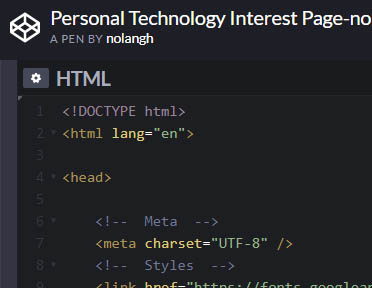 Personal Technology Interest Page-no
A PEN BY nolangh
HTML
1 <!DOCTYPE html>
2 <html lang="en">
3
4 <head>
5
6 <!-- Meta -->
7 <meta charset="UTF-8" />
8 <!-- Styles -->
9 <link href="https://fonts.googleap